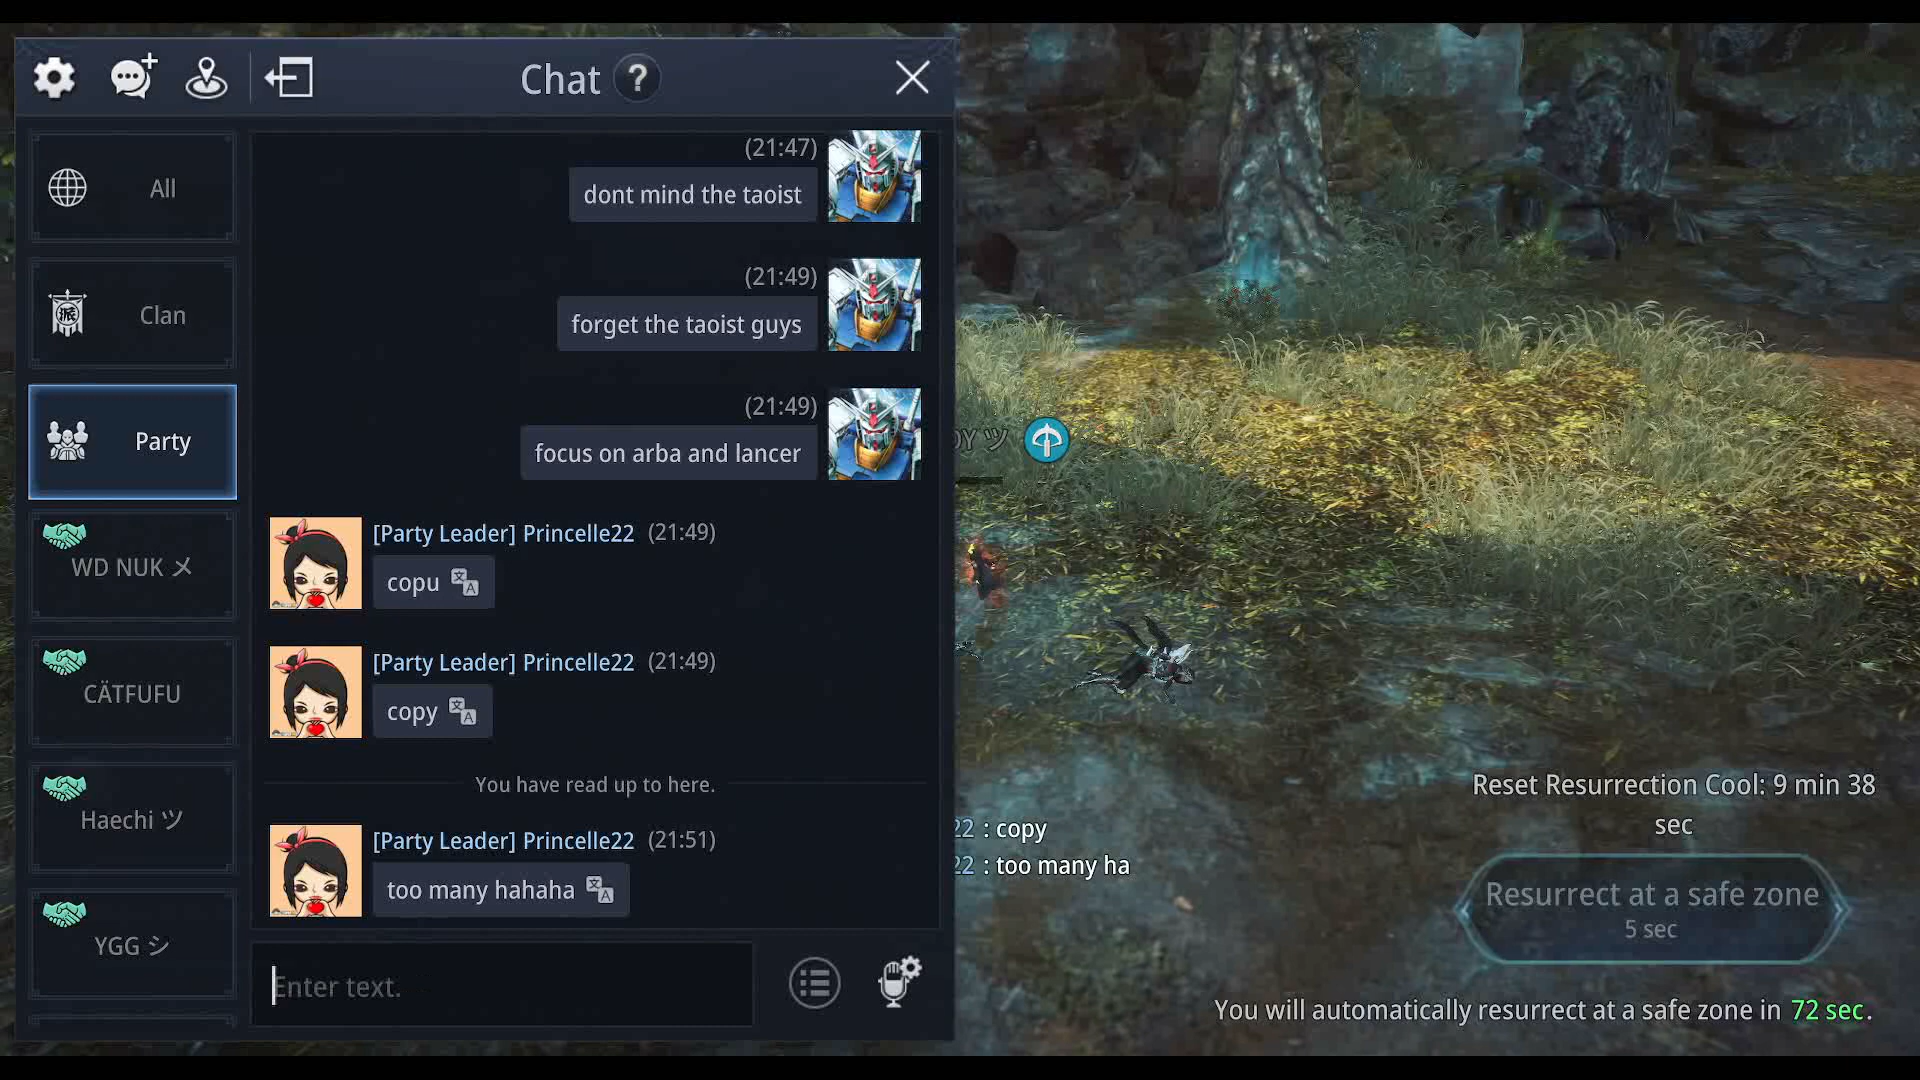 Chat ?
All
Clan
Party
WD NUK メ
CÄTFUFU
Haechi ツ
YGG シ
(21:47)
dont mind the taoist
(21:49)
forget the taoist guys
(21:49)
focus on arba and lancer
[Party Leader] Princelle22 (21:49)
copu
[Party Leader] Princelle22 (21:49)
copy
You have read up to here.
[Party Leader] Princelle22 (21:51)
too many hahaha
Enter text.
ツ
22 : copy
22 : too many ha
Reset Resurrection Cool: 9 min 38
sec
Resurrect at a safe zone
5 sec
You will automatically resurrect at a safe zone in 72 sec.